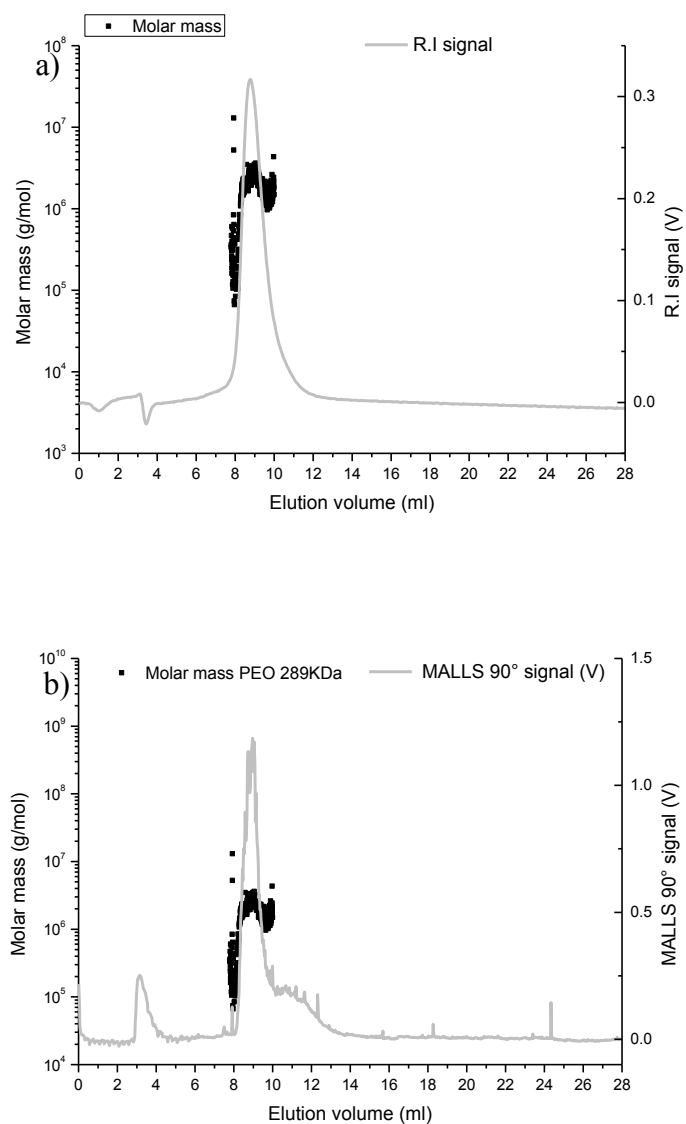 Molar mass
R.I signal
a)
10^8
10^7
10^6
10^5
10^4
10^3
Molar mass (g/mol)
0.3
0.2
0.1
0.0
R.I signal (V)
0 2 4 6 8 10 12 14 16 18 20 22 24 26 28
Elution volume (ml)
b)
Molar mass PEO 289KDa
MALLS 90° signal (V)
10^10
10^9
10^8
10^7
10^6
10^5
10^4
Molar mass (g/mol)
1.5
1.0
0.5
0.0
MALLS 90° signal (V)
0 2 4 6 8 10 12 14 16 18 20 22 24 26 28
Elution volume (ml)